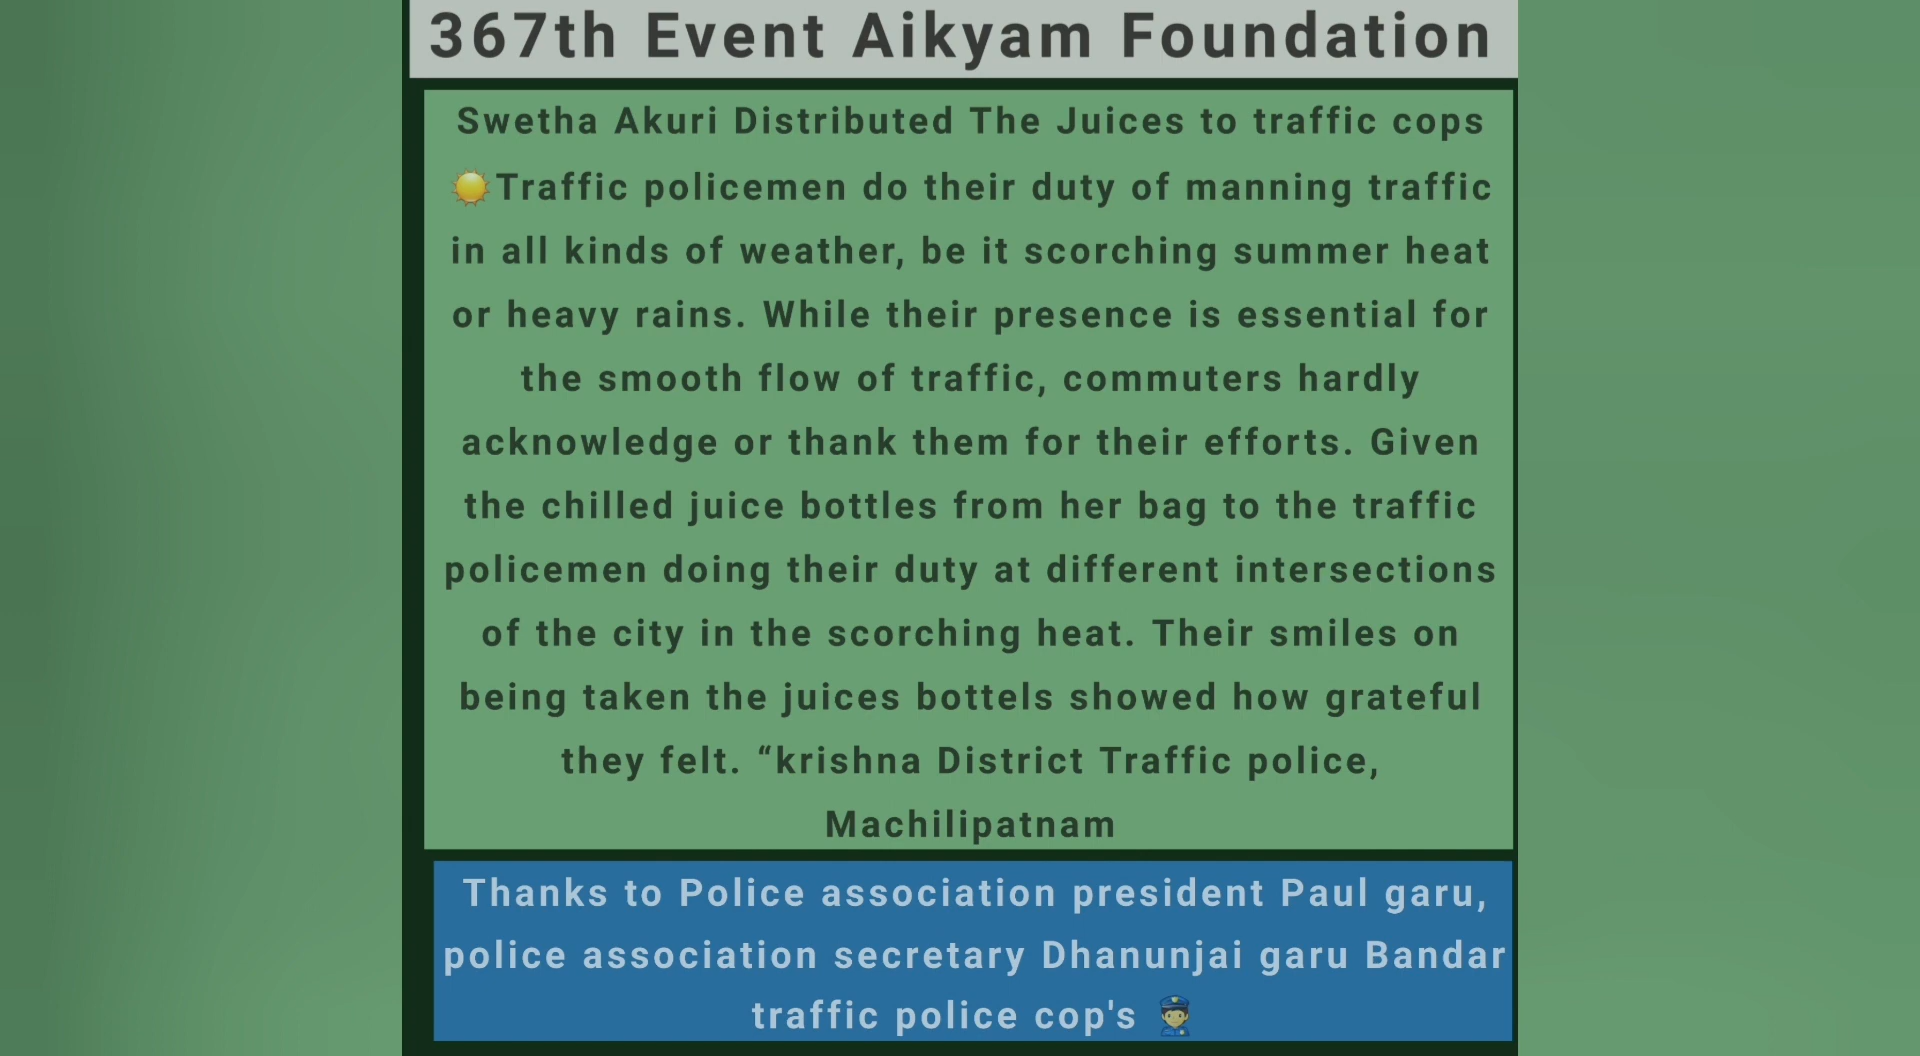 367th Event Aikyam Foundation
Swetha Akuri Distributed The Juices to traffic cops
🌞Traffic policemen do their duty of manning traffic
in all kinds of weather, be it scorching summer heat
or heavy rains. While their presence is essential for
the smooth flow of traffic, commuters hardly
acknowledge or thank them for their efforts. Given
the chilled juice bottles from her bag to the traffic
policemen doing their duty at different intersections
of the city in the scorching heat. Their smiles on
being taken the juices bottels showed how grateful
they felt. “krishna District Traffic police,
Machilipatnam
Thanks to Police association president Paul garu,
police association secretary Dhanunjai garu Bandar
traffic police cop's 👮